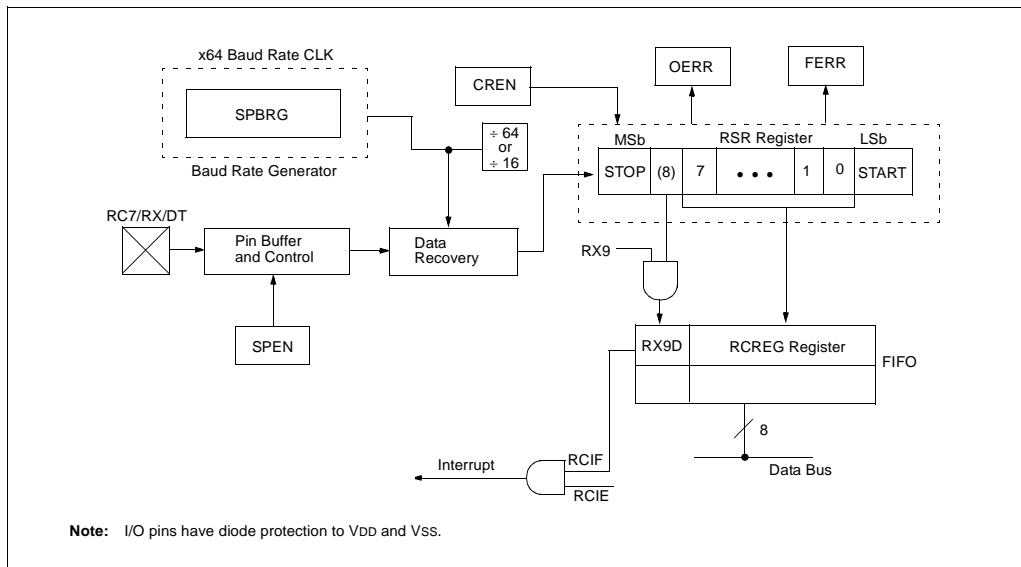 x64 Baud Rate CLK
SPBRG
Baud Rate Generator
CREN
OERR
FERR
÷ 64
or
÷ 16
MSb
RSR Register
LSb
STOP
(8)
7
• • •
1
0
START
RC7/RX/DT
Pin Buffer
and Control
Data
Recovery
RX9
SPEN
RX9D
RCREG Register
FIFO
8
Interrupt
RCIF
RCIE
Data Bus
Note: I/O pins have diode protection to VDD and VSS.